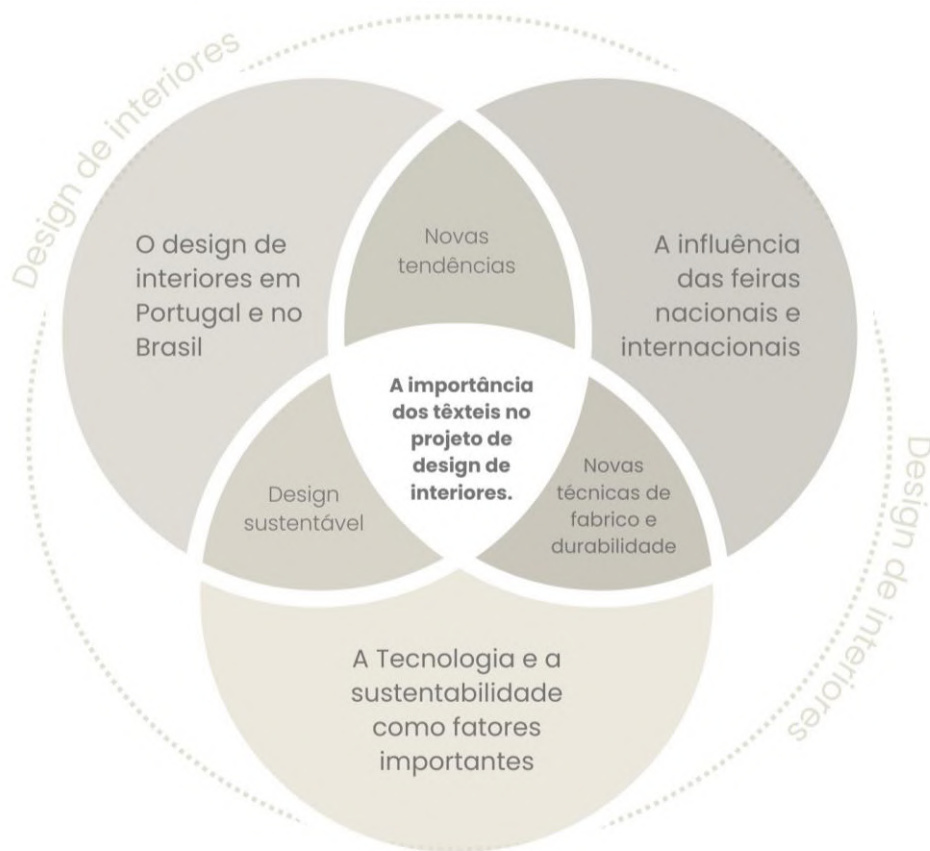 Design de interiores
O design de
interiores em
Portugal e no
Brasil
Novas
tendências
A influência
das feiras
nacionais e
internacionais
A importância
dos têxteis no
projeto de
design de
interiores.
Design
sustentável
Novas
técnicas de
fabrico e
durabilidade
A Tecnologia e a
sustentabilidade
como fatores
importantes
Design de interiores